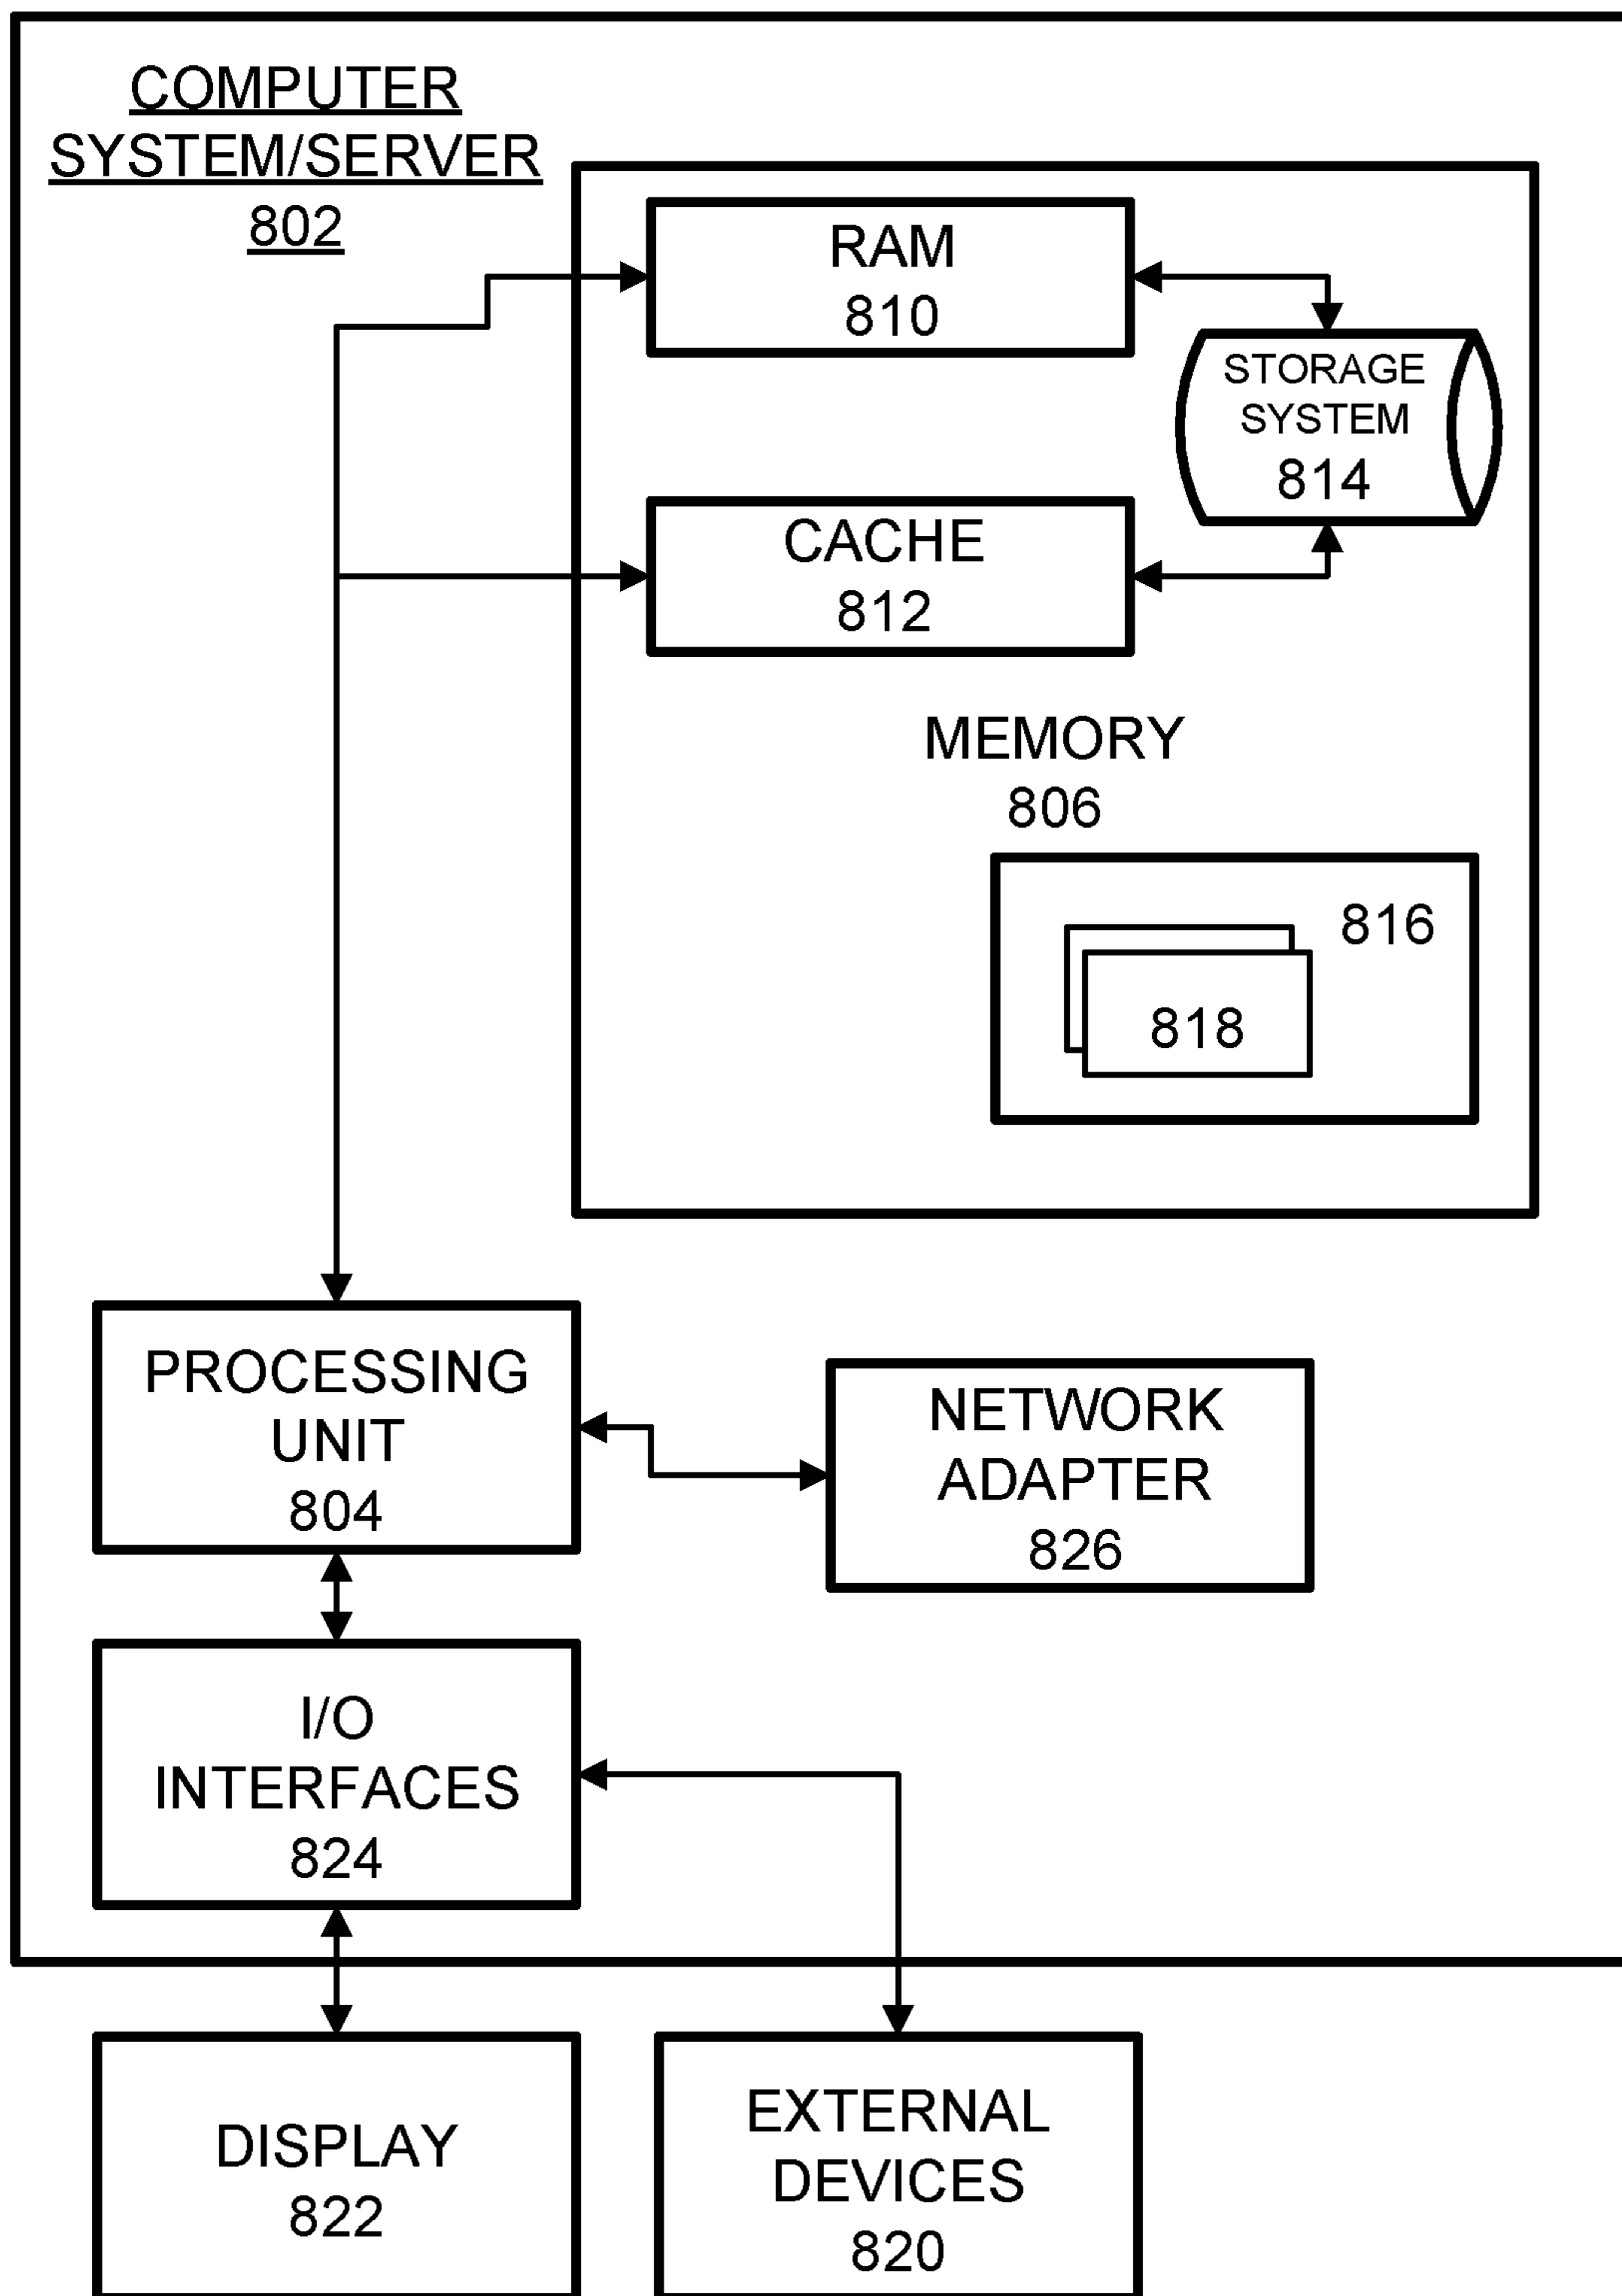 COMPUTER
SYSTEM/SERVER
802
RAM
810
STORAGE
SYSTEM
814
CACHE
812
MEMORY
806
816
818
PROCESSING
UNIT
804
NETWORK
ADAPTER
826
I/O
INTERFACES
824
DISPLAY
822
EXTERNAL
DEVICES
820